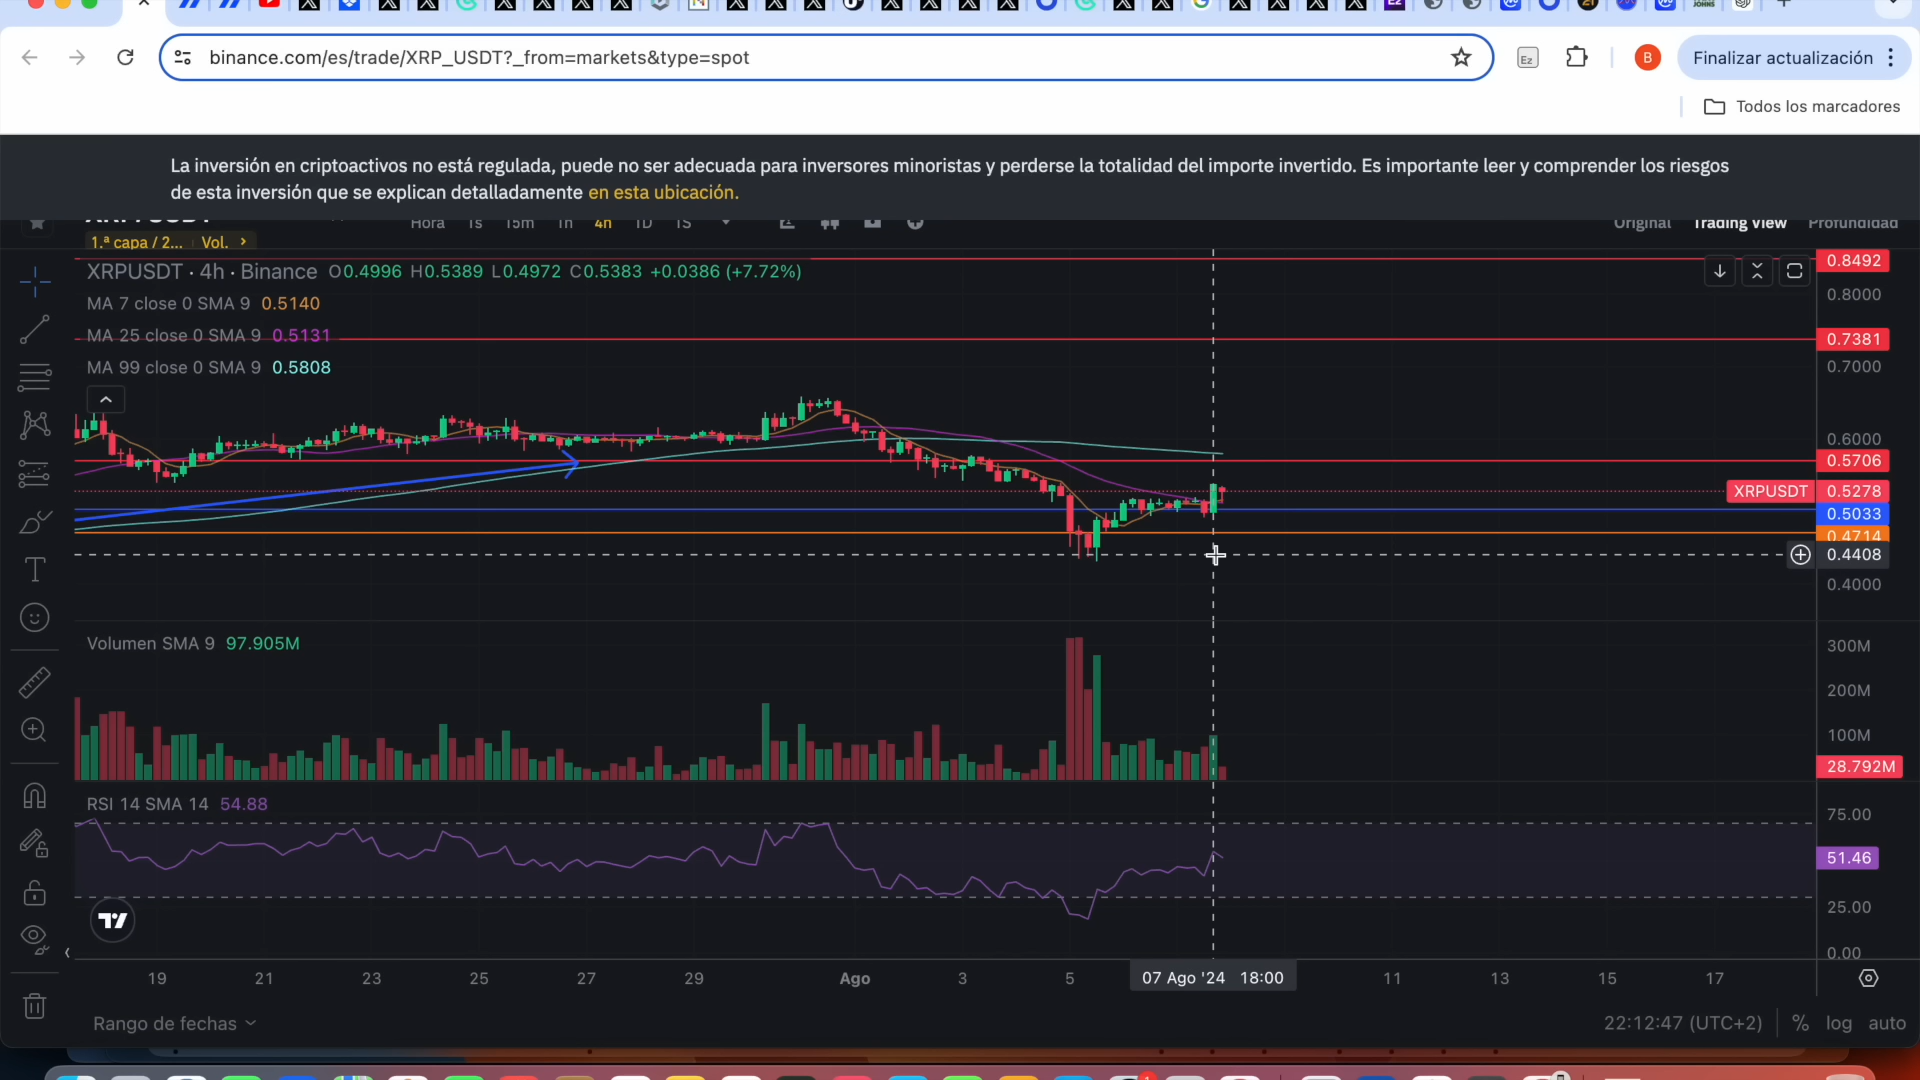 binance.com/es/trade/XRP_USDT?_from=markets&type=spot
Ez
B
Finalizar actualización
Todos los marcadores
La inversión en criptoactivos no está regulada, puede no ser adecuada para inversores minoristas y perderse la totalidad del importe invertido. Es importante leer y comprender los riesgos
de esta inversión que se explican detalladamente en esta ubicación.
XRP/USDT
Hora 1s 15m 1h 4h 1D 1S
Original Trading View Profundidad
1.ª capa / 2... Vol.
XRPUSDT · 4h · Binance O0.4996 H0.5389 L0.4972 C0.5383 +0.0386 (+7.72%)
MA 7 close 0 SMA 9 0.5140
MA 25 close 0 SMA 9 0.5131
MA 99 close 0 SMA 9 0.5808
0.8492
0.8000
0.7381
0.7000
0.6000
0.5706
XRPUSDT 0.5278
0.5033
0.4714
0.4408
0.4000
Volumen SMA 9 97.905M
300M
200M
100M
28.792M
RSI 14 SMA 14 54.88
75.00
51.46
25.00
0.00
19 21 23 25 27 29 Ago 3 5 07 Ago '24 18:00 11 13 15 17
Rango de fechas
22:12:47 (UTC+2) % log auto